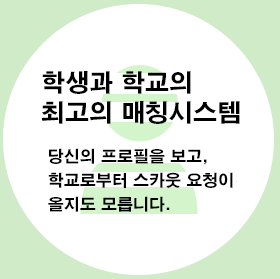 학생과 학교의
최고의 매칭시스템
당신의 프로필을 보고,
학교로부터 스카웃 요청이
올지도 모릅니다.